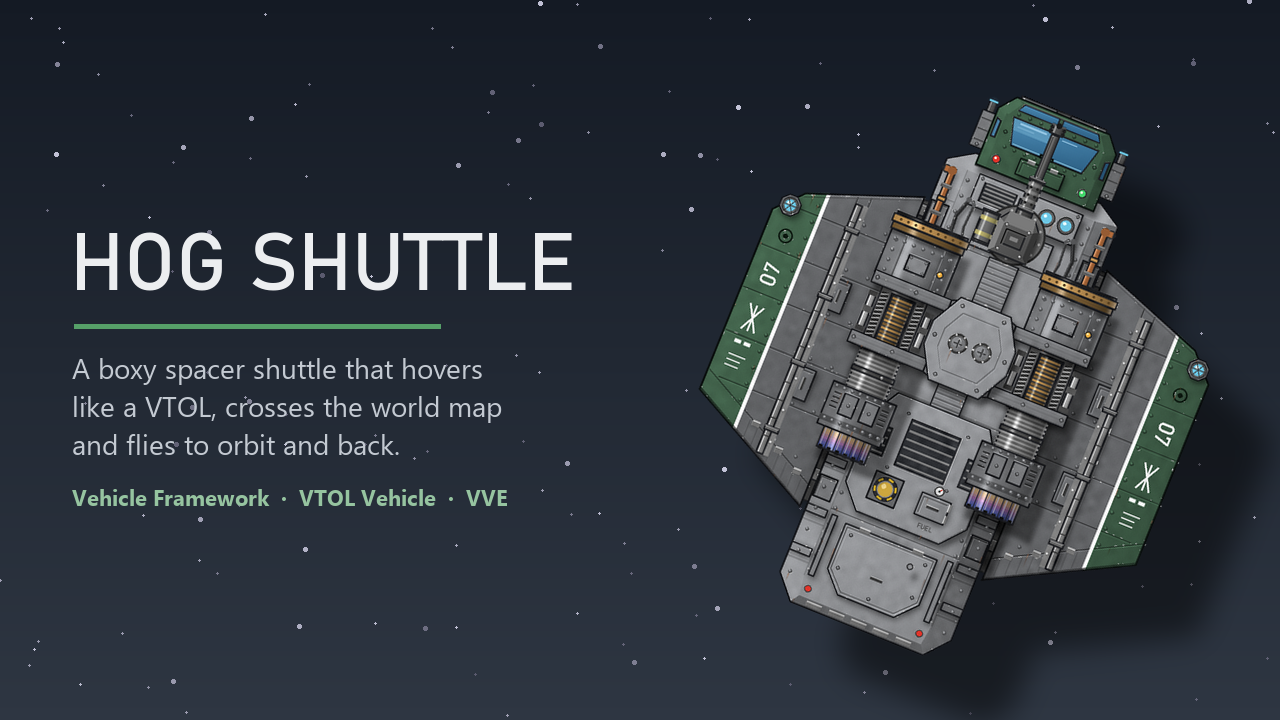 HOG SHUTTLE
A boxy spacer shuttle that hovers
like a VTOL, crosses the world map
and flies to orbit and back.
Vehicle Framework · VTOL Vehicle · VVE
07
07
FUEL